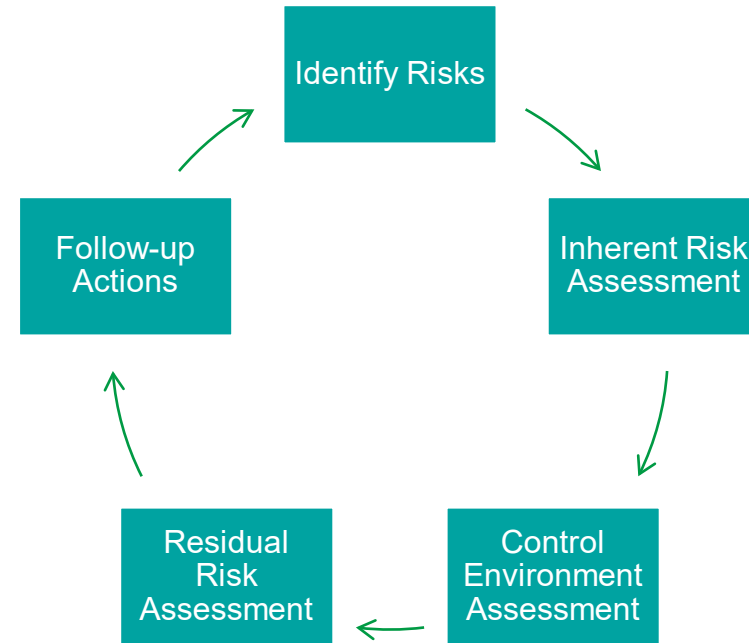 Identify Risks
Inherent Risk
Assessment
Control
Environment
Assessment
Residual
Risk
Assessment
Follow-up
Actions